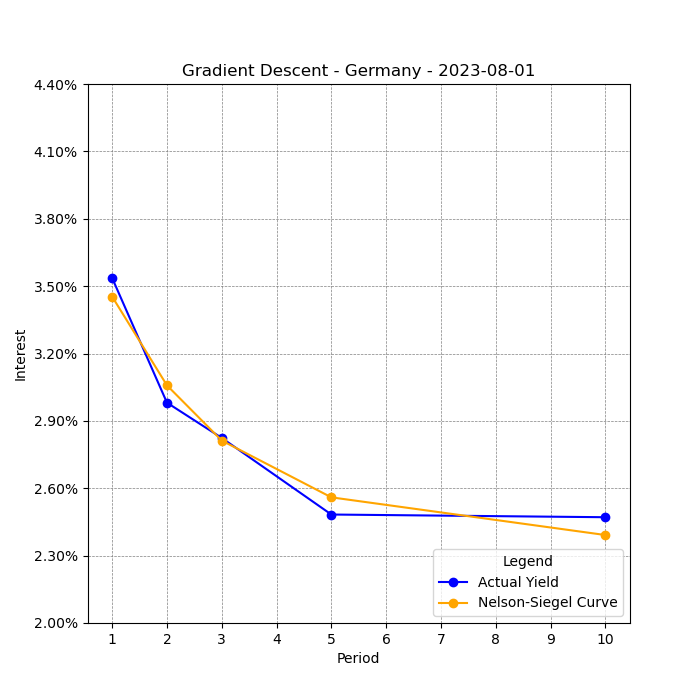 Gradient Descent - Germany - 2023-08-01
4.40%
4.10%
3.80%
3.50%
3.20%
2.90%
2.60%
2.30%
2.00%
Interest
1 2 3 4 5 6 7 8 9 10
Period
Legend
Actual Yield
Nelson-Siegel Curve